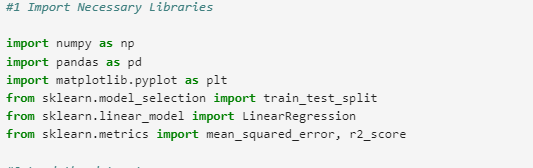 #1 Import Necessary Libraries
import numpy as np
import pandas as pd
import matplotlib.pyplot as plt
from sklearn.model_selection import train_test_split
from sklearn.linear_model import LinearRegression
from sklearn.metrics import mean_squared_error, r2_score